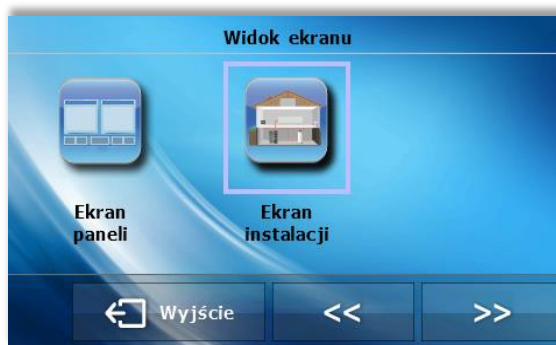 Widok ekranu
Ekran
paneli
Ekran
instalacji
Wyjście
<<
>>